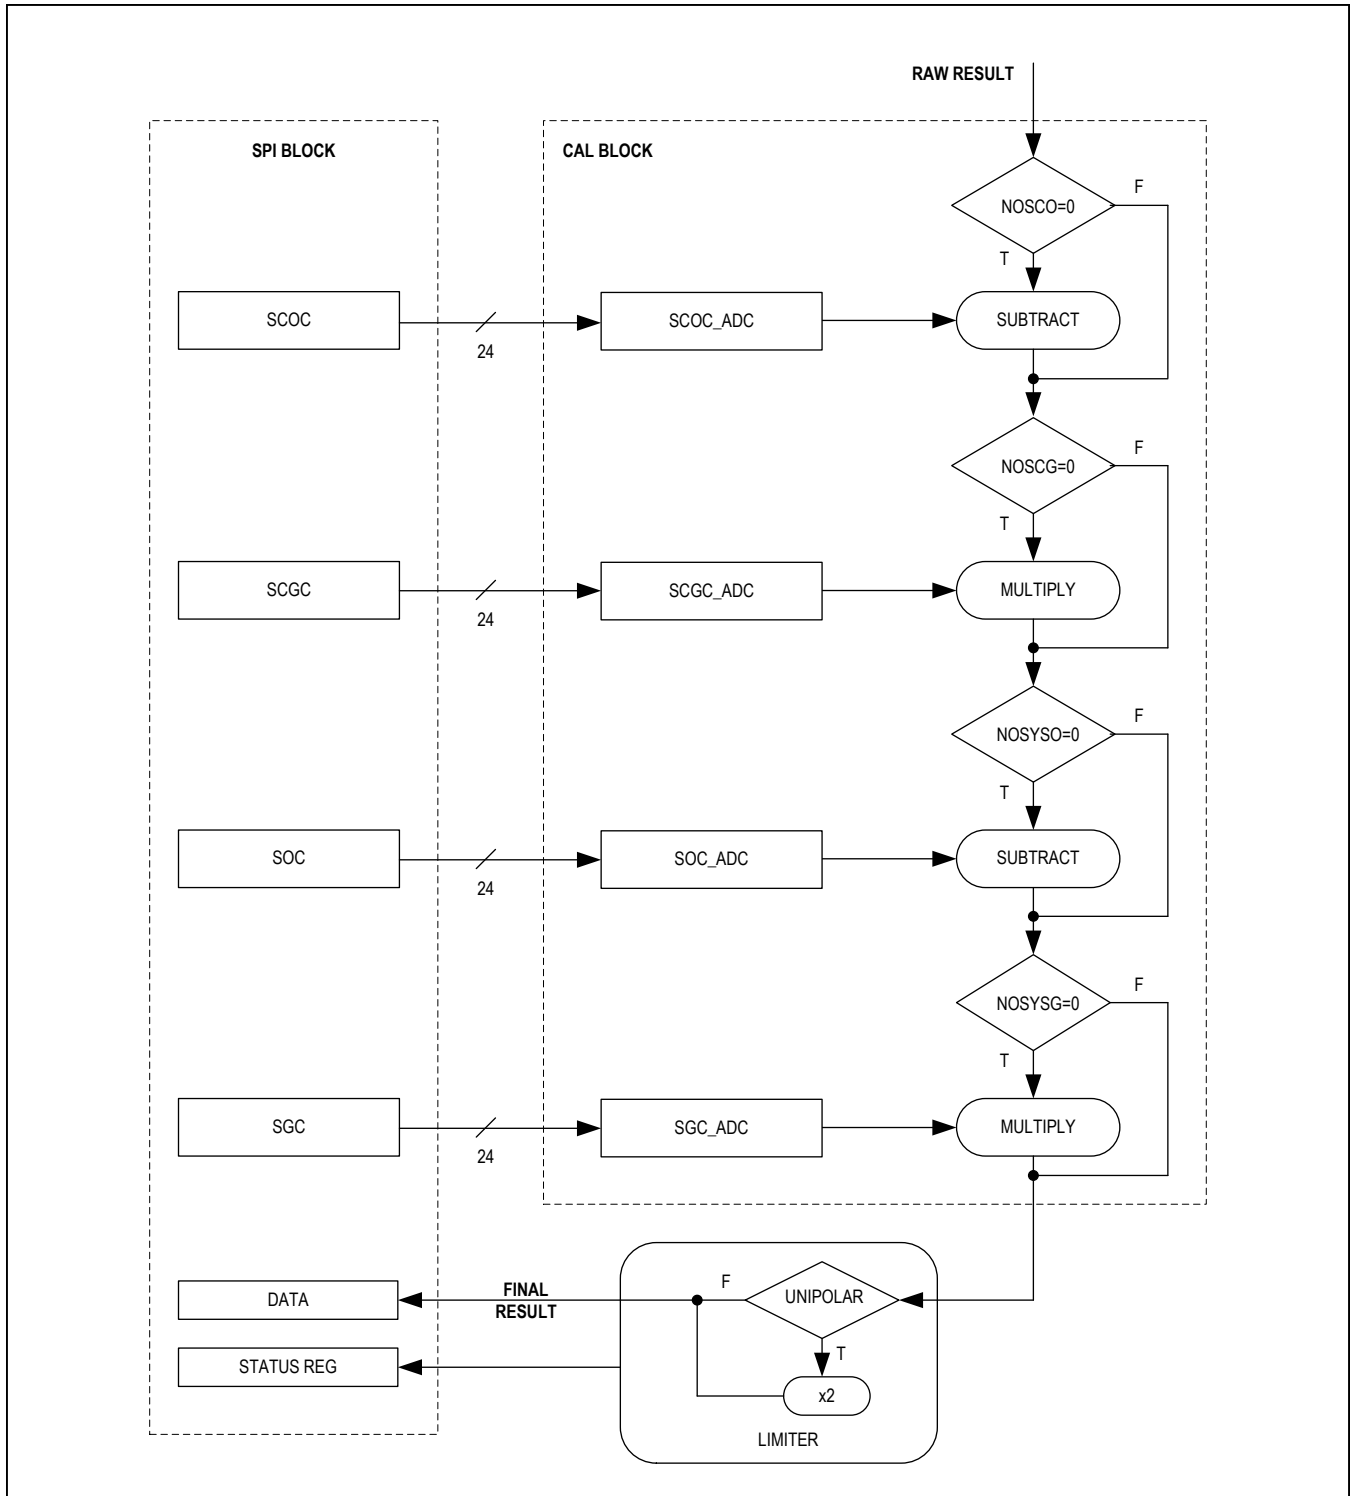 RAW RESULT
SPI BLOCK
CAL BLOCK
NOSCO=0
F
T
SCOC
24
SCOC_ADC
SUBTRACT
NOSCG=0
F
T
SCGC
24
SCGC_ADC
MULTIPLY
NOSYSO=0
F
T
SOC
24
SOC_ADC
SUBTRACT
NOSYSG=0
F
T
SGC
24
SGC_ADC
MULTIPLY
DATA
FINAL
RESULT
F
UNIPOLAR
T
STATUS REG
x2
LIMITER